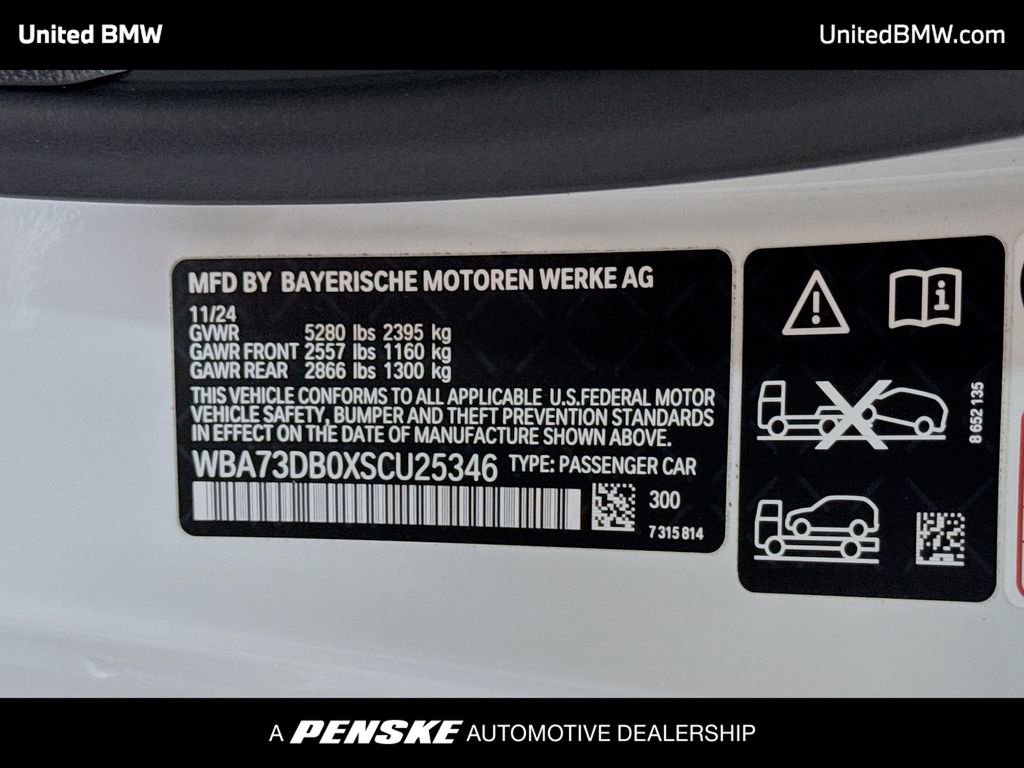 United BMW
UnitedBMW.com
MFD BY BAYERISCHE MOTOREN WERKE AG
11/24
GVWR 5280 lbs 2395 kg
GAWR FRONT 2557 lbs 1160 kg
GAWR REAR 2866 lbs 1300 kg
THIS VEHICLE CONFORMS TO ALL APPLICABLE U.S.FEDERAL MOTOR
VEHICLE SAFETY, BUMPER AND THEFT PREVENTION STANDARDS
IN EFFECT ON THE DATE OF MANUFACTURE SHOWN ABOVE.
WBA73DB0XSCU25346 TYPE: PASSENGER CAR
300
7 315 814
8 652 135
A PENSKE AUTOMOTIVE DEALERSHIP